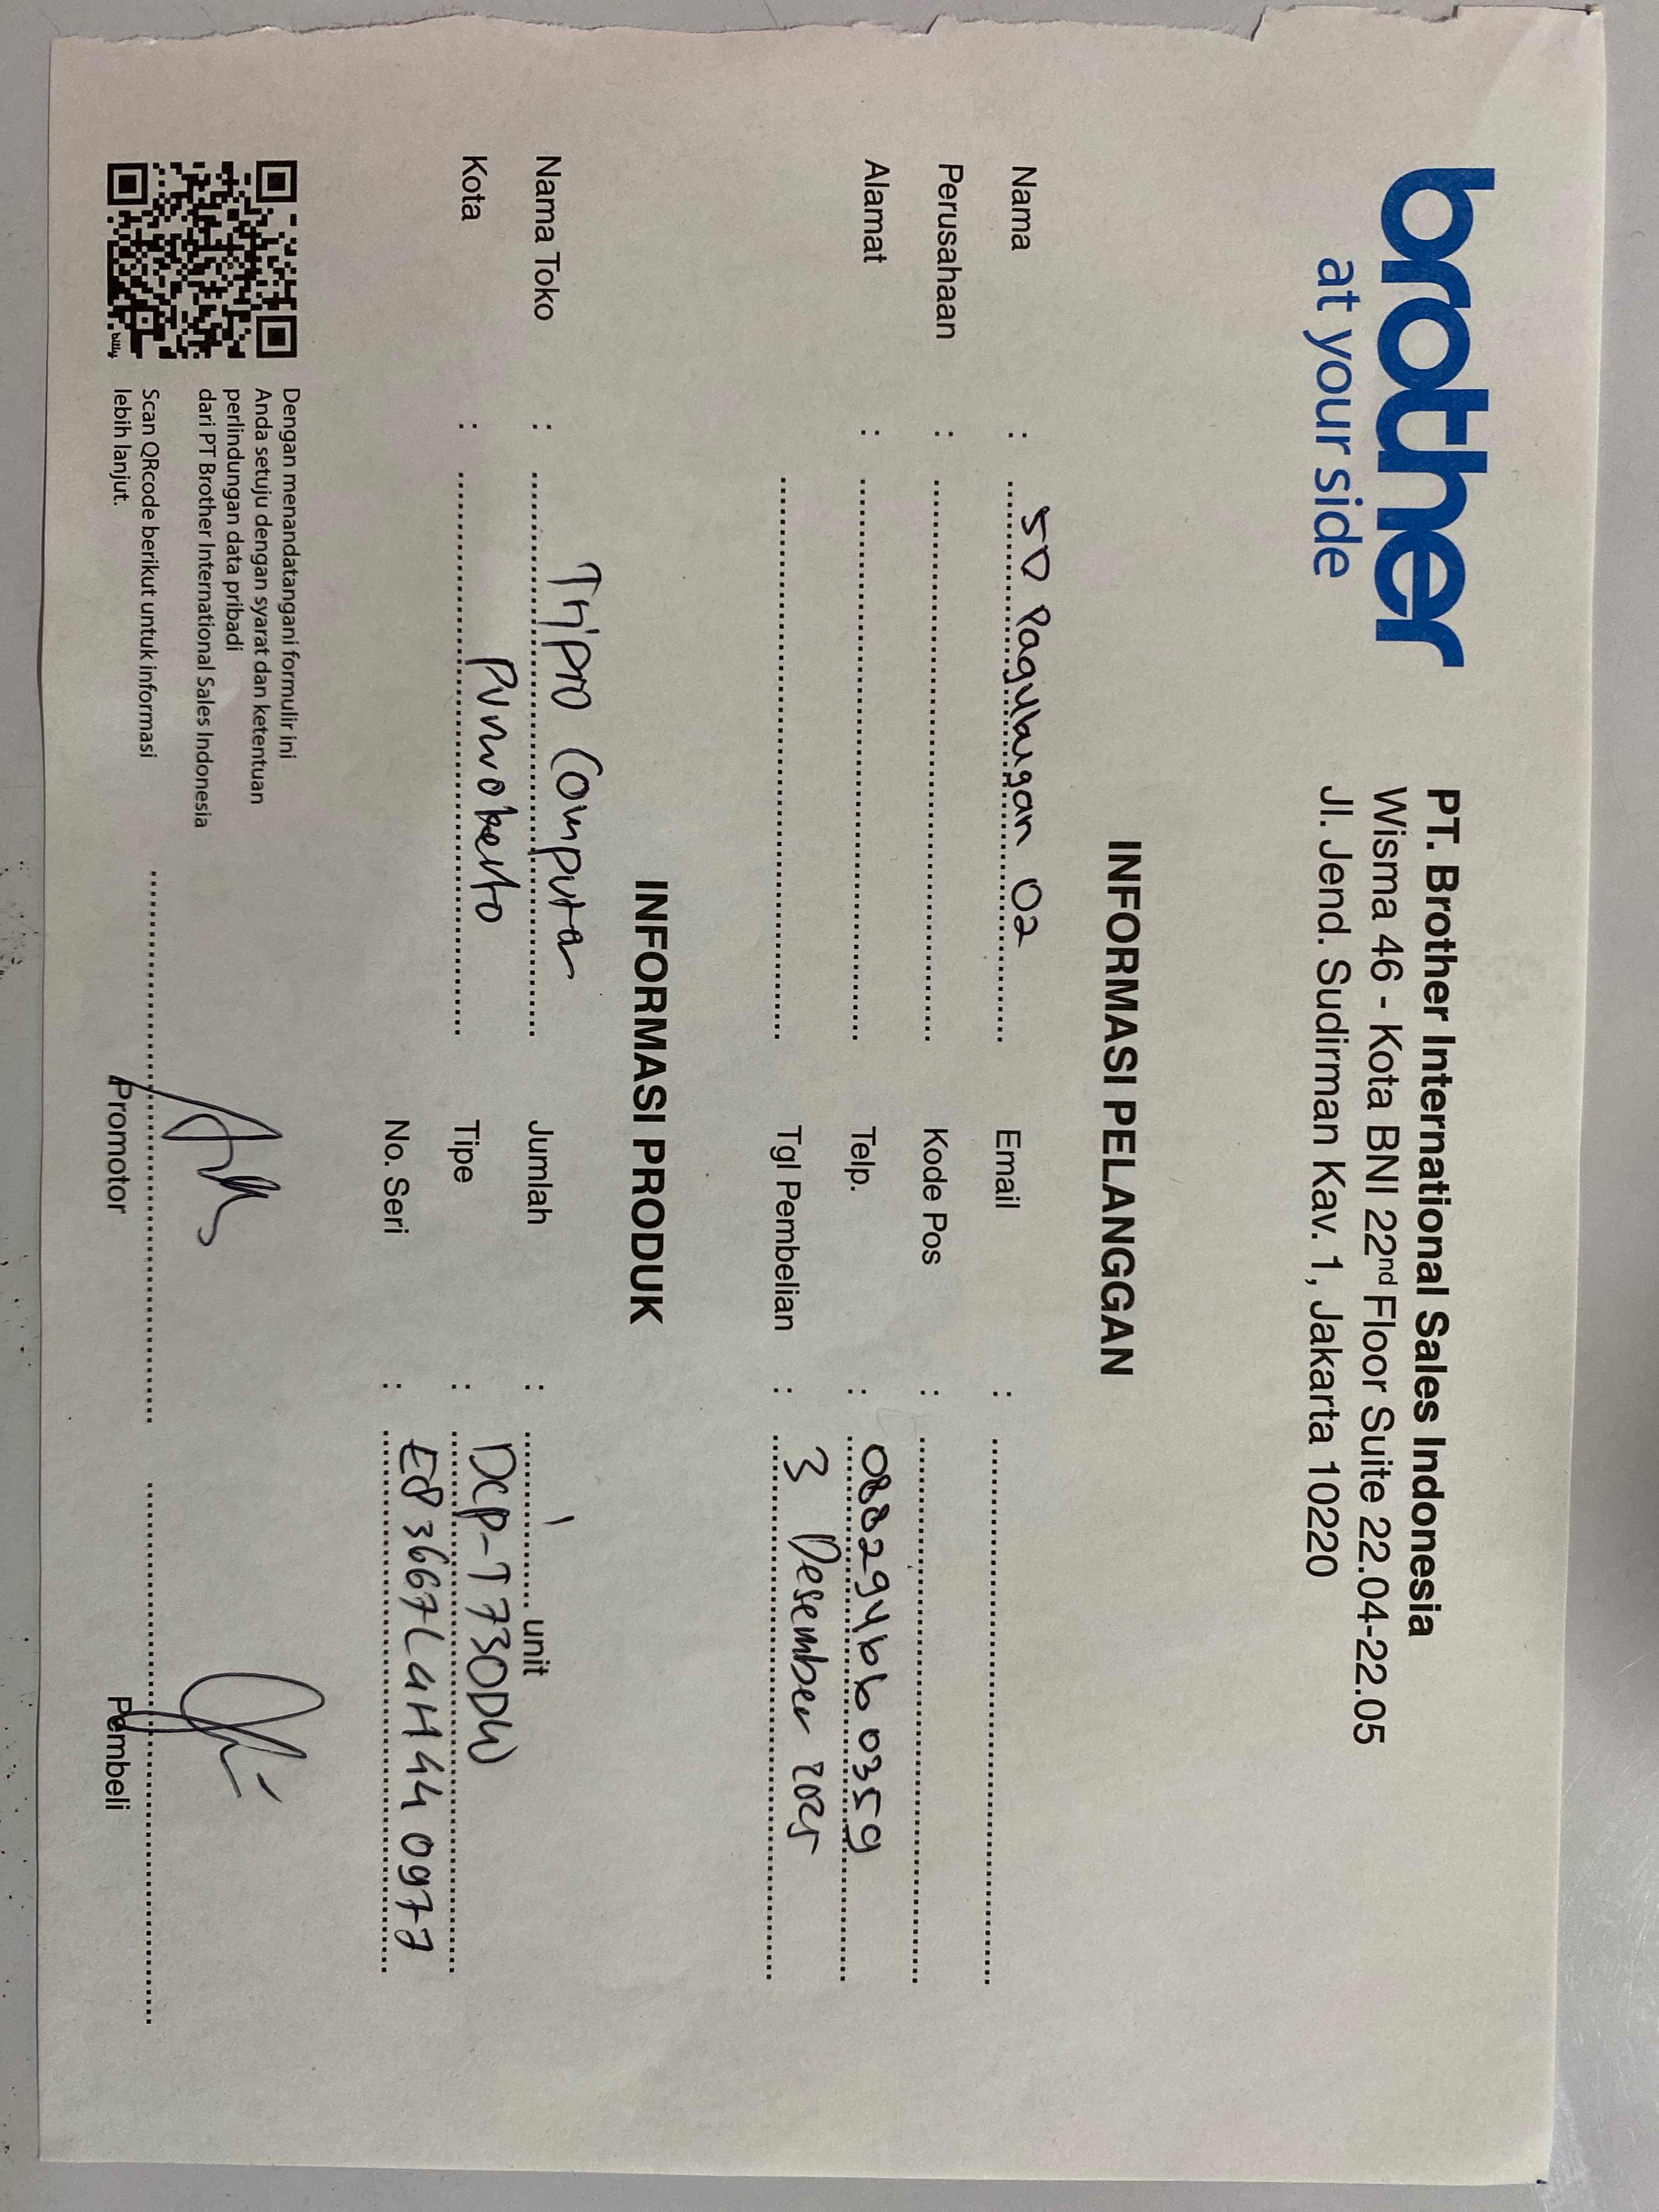 brother
at your side
PT. Brother International Sales Indonesia
Wisma 46 - Kota BNI 22nd Floor Suite 22.04-22.05
Jl. Jend. Sudirman Kav. 1, Jakarta 10220
INFORMASI PELANGGAN
Nama : SD Pagubugan 02
Email :
Perusahaan :
Kode Pos :
Alamat :
Telp. : 088294660359
Tgl Pembelian : 3 Desember 2025
INFORMASI PRODUK
Nama Toko : Tripro Computer
Jumlah : 1 unit
Kota : Purwokerto
Tipe : DCP-T730DW
No. Seri : E83667L4H440977
Dengan menandatangani formulir ini
Anda setuju dengan syarat dan ketentuan
perlindungan data pribadi
dari PT Brother International Sales Indonesia
Scan QRcode berikut untuk informasi
lebih lanjut.
bitly
Promotor
Pembeli